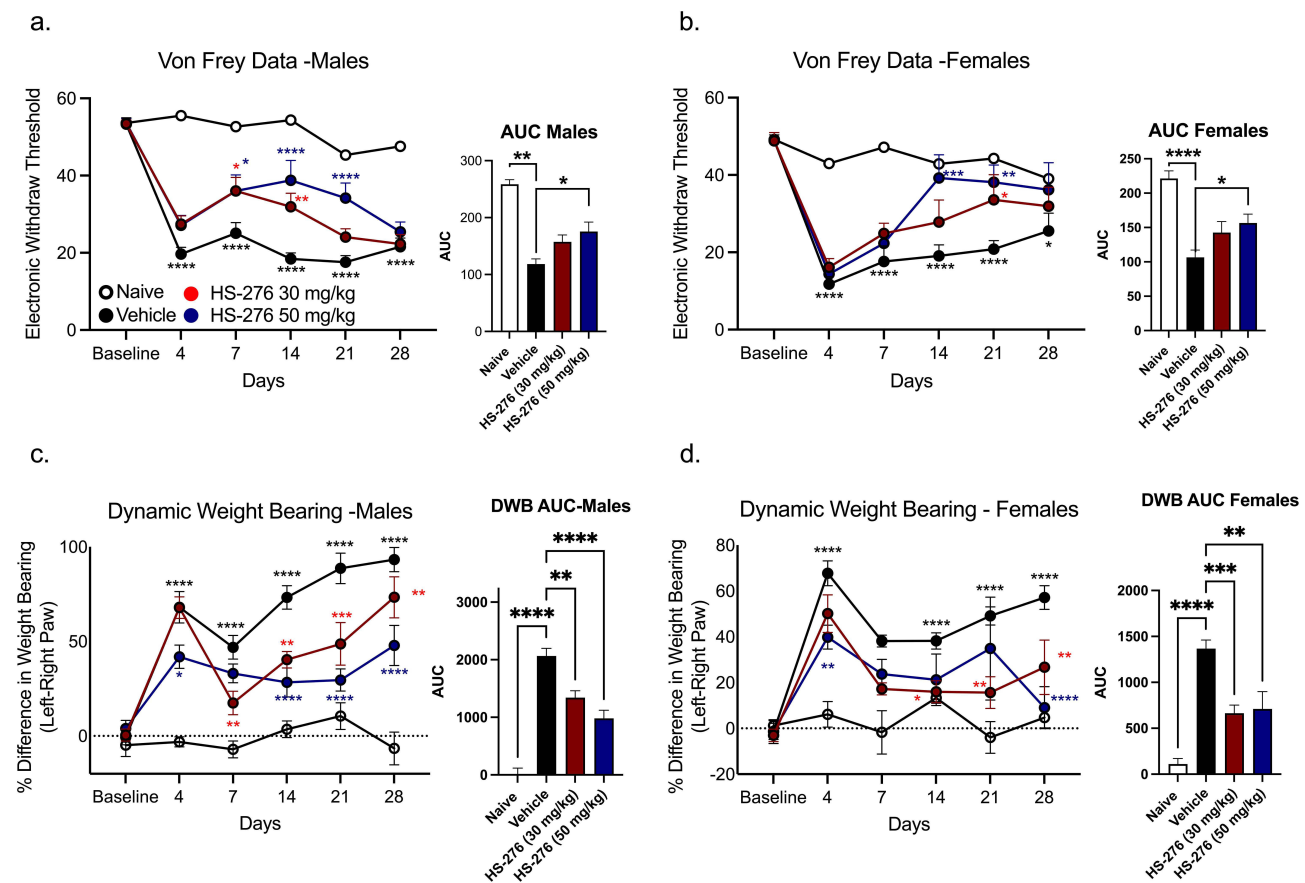 a.
Von Frey Data -Males
Electronic Withdraw Threshold
60
40
20
0
* *
****
****
**
****
****
****
****
****
Naive
HS-276 30 mg/kg
Vehicle
HS-276 50 mg/kg
Baseline 4 7 14 21 28
Days
AUC Males
AUC
300
200
100
0
**
*
Naive
Vehicle
HS-276 (30 mg/kg)
HS-276 (50 mg/kg)
b.
Von Frey Data -Females
Electronic Withdraw Threshold
60
40
20
0
***
**
*
****
****
****
****
*
Baseline 4 7 14 21 28
Days
AUC Females
AUC
250
200
150
100
50
0
****
*
Naive
Vehicle
HS-276 (30 mg/kg)
HS-276 (50 mg/kg)
c.
Dynamic Weight Bearing -Males
% Difference in Weight Bearing
(Left-Right Paw)
100
50
0
****
****
****
****
****
**
***
**
*
**
****
****
****
Baseline 4 7 14 21 28
Days
DWB AUC-Males
AUC
3000
2000
1000
0
****
**
****
Naive
Vehicle
HS-276 (30 mg/kg)
HS-276 (50 mg/kg)
d.
Dynamic Weight Bearing - Females
% Difference in Weight Bearing
(Left-Right Paw)
80
60
40
20
0
-20
****
****
****
****
**
*
**
**
****
Baseline 4 7 14 21 28
Days
DWB AUC Females
AUC
2000
1500
1000
500
0
**
***
****
Naive
Vehicle
HS-276 (30 mg/kg)
HS-276 (50 mg/kg)